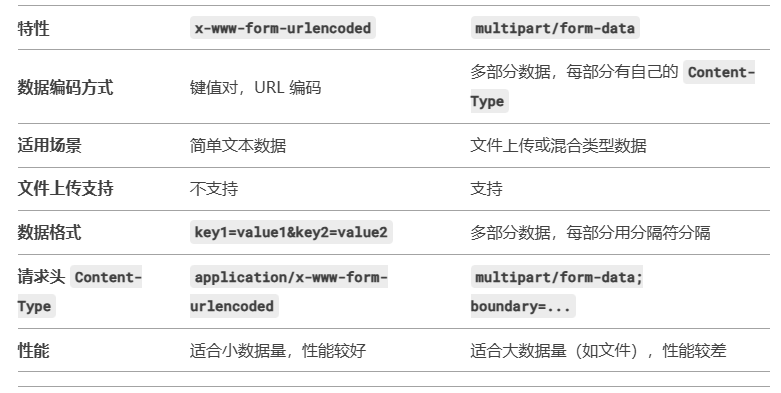 特性 x-www-form-urlencoded multipart/form-data
数据编码方式 键值对，URL 编码 多部分数据，每部分有自己的 Content-Type
适用场景 简单文本数据 文件上传或混合类型数据
文件上传支持 不支持 支持
数据格式 key1=value1&key2=value2 多部分数据，每部分用分隔符分隔
请求头 Content-Type application/x-www-form-urlencoded multipart/form-data; boundary=...
性能 适合小数据量，性能较好 适合大数据量（如文件），性能较差